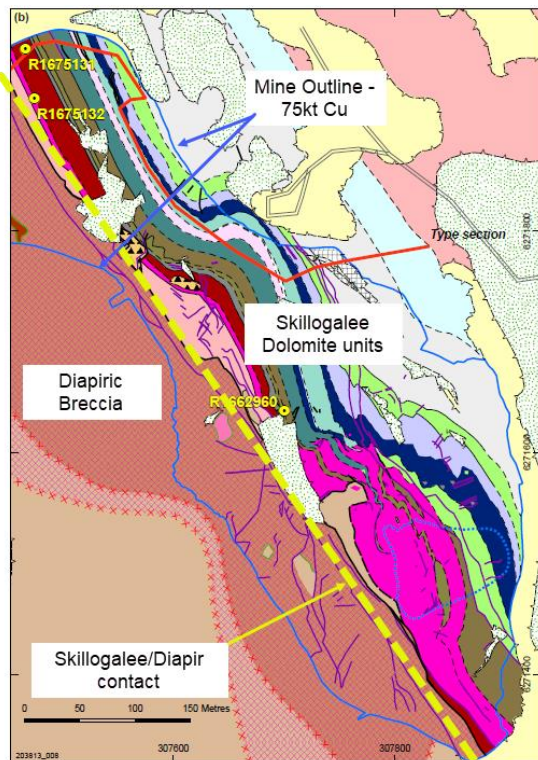 (b)
R1675131
R1675132
Mine Outline -
75kt Cu
Type section
6271800
Skillogalee
Dolomite units
Diapiric
Breccia
R1662960
6271600
Skillogalee/Diapir
contact
6271400
0 50 100 150 Metres
203813_006
307600
307800